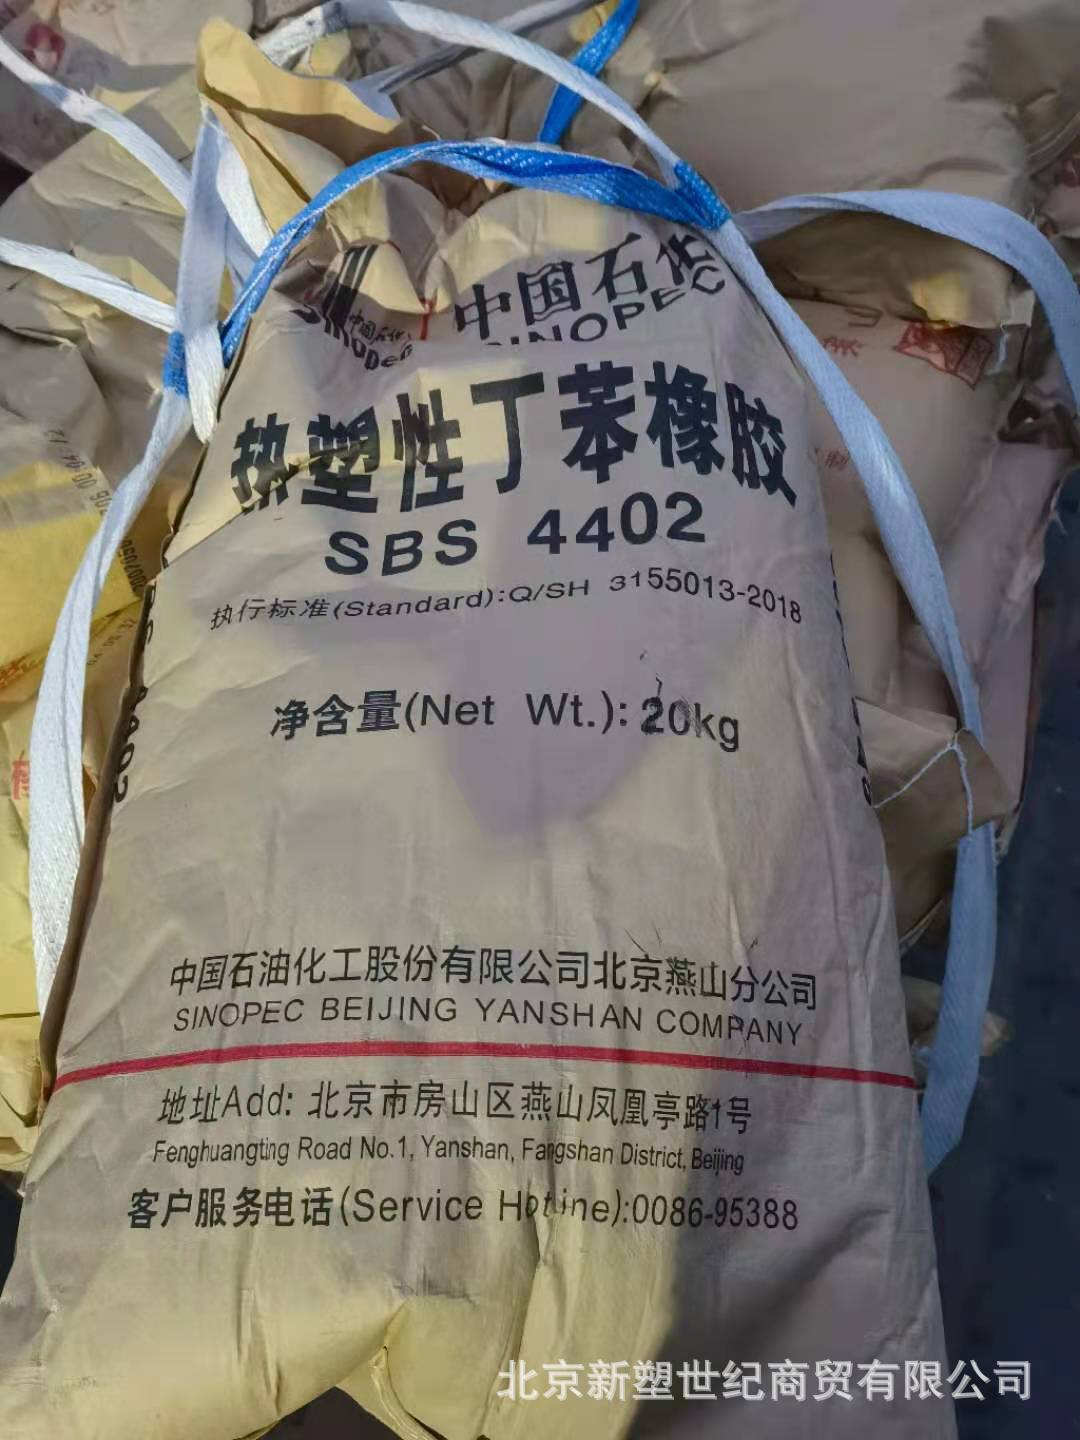 中国石化
SINOPEC
热塑性丁苯橡胶
SBS 4402
执行标准(Standard):Q/SH 3155013-2018
净含量(Net Wt.): 20kg
中国石油化工股份有限公司北京燕山分公司
SINOPEC BEIJING YANSHAN COMPANY
地址Add: 北京市房山区燕山凤凰亭路1号
Fenghuangting Road No.1, Yanshan, Fangshan District, Beijing
客户服务电话(Service Hotline):0086-95388
北京新塑世纪商贸有限公司